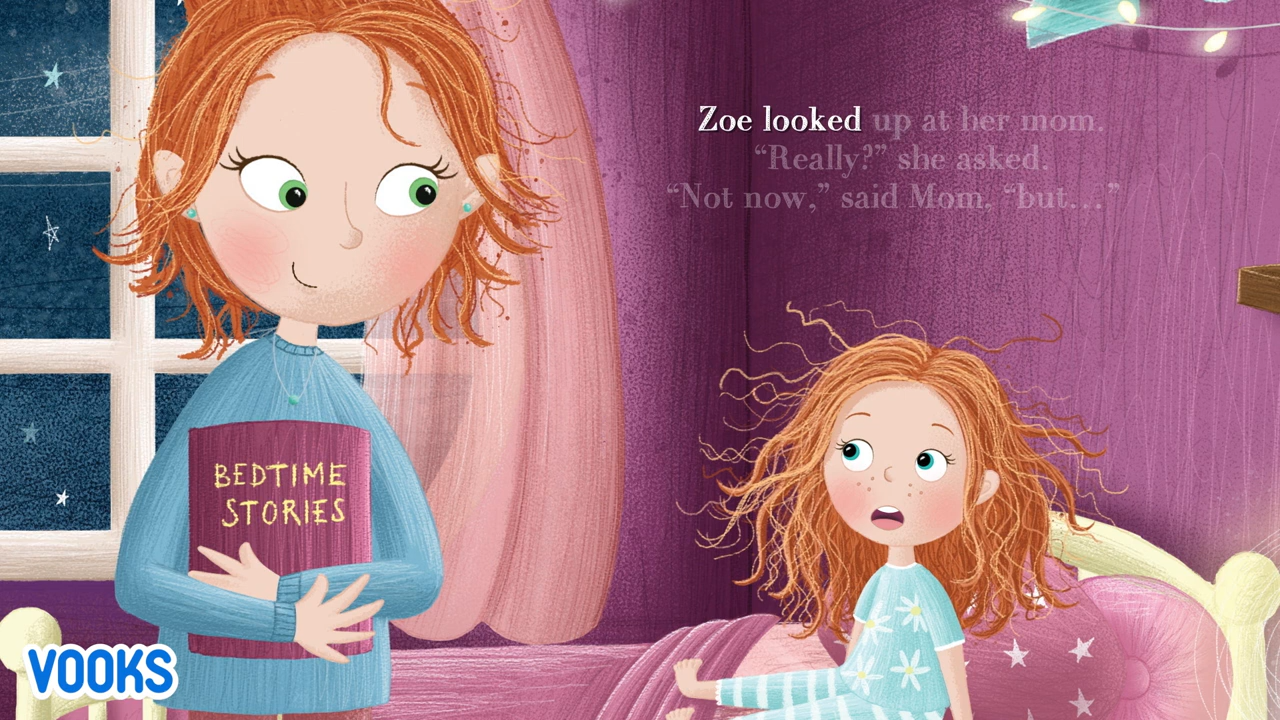 Zoe looked up at her mom.
“Really?” she asked.
“Not now,” said Mom, “but…”
BEDTIME
STORIES
VOOKS